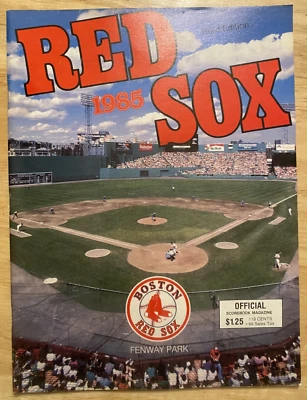 RED
1985
SOX
BOSTON
RED SOX
FENWAY PARK
OFFICIAL
SCOREBOOK MAGAZINE
$1.25